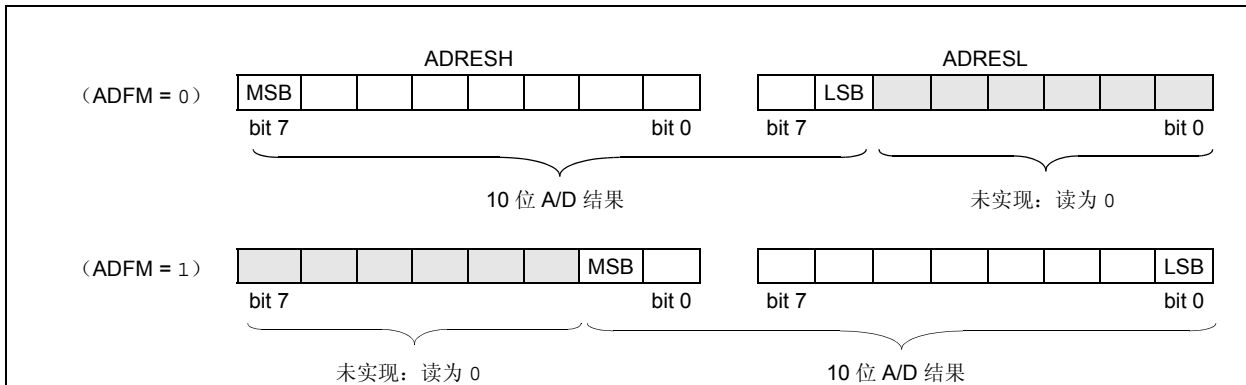 ADRESH ADRESL
（ADFM = 0） MSB LSB
bit 7 bit 0 bit 7 bit 0
10 位 A/D 结果 未实现：读为 0
（ADFM = 1） MSB LSB
bit 7 bit 0 bit 7 bit 0
未实现：读为 0 10 位 A/D 结果